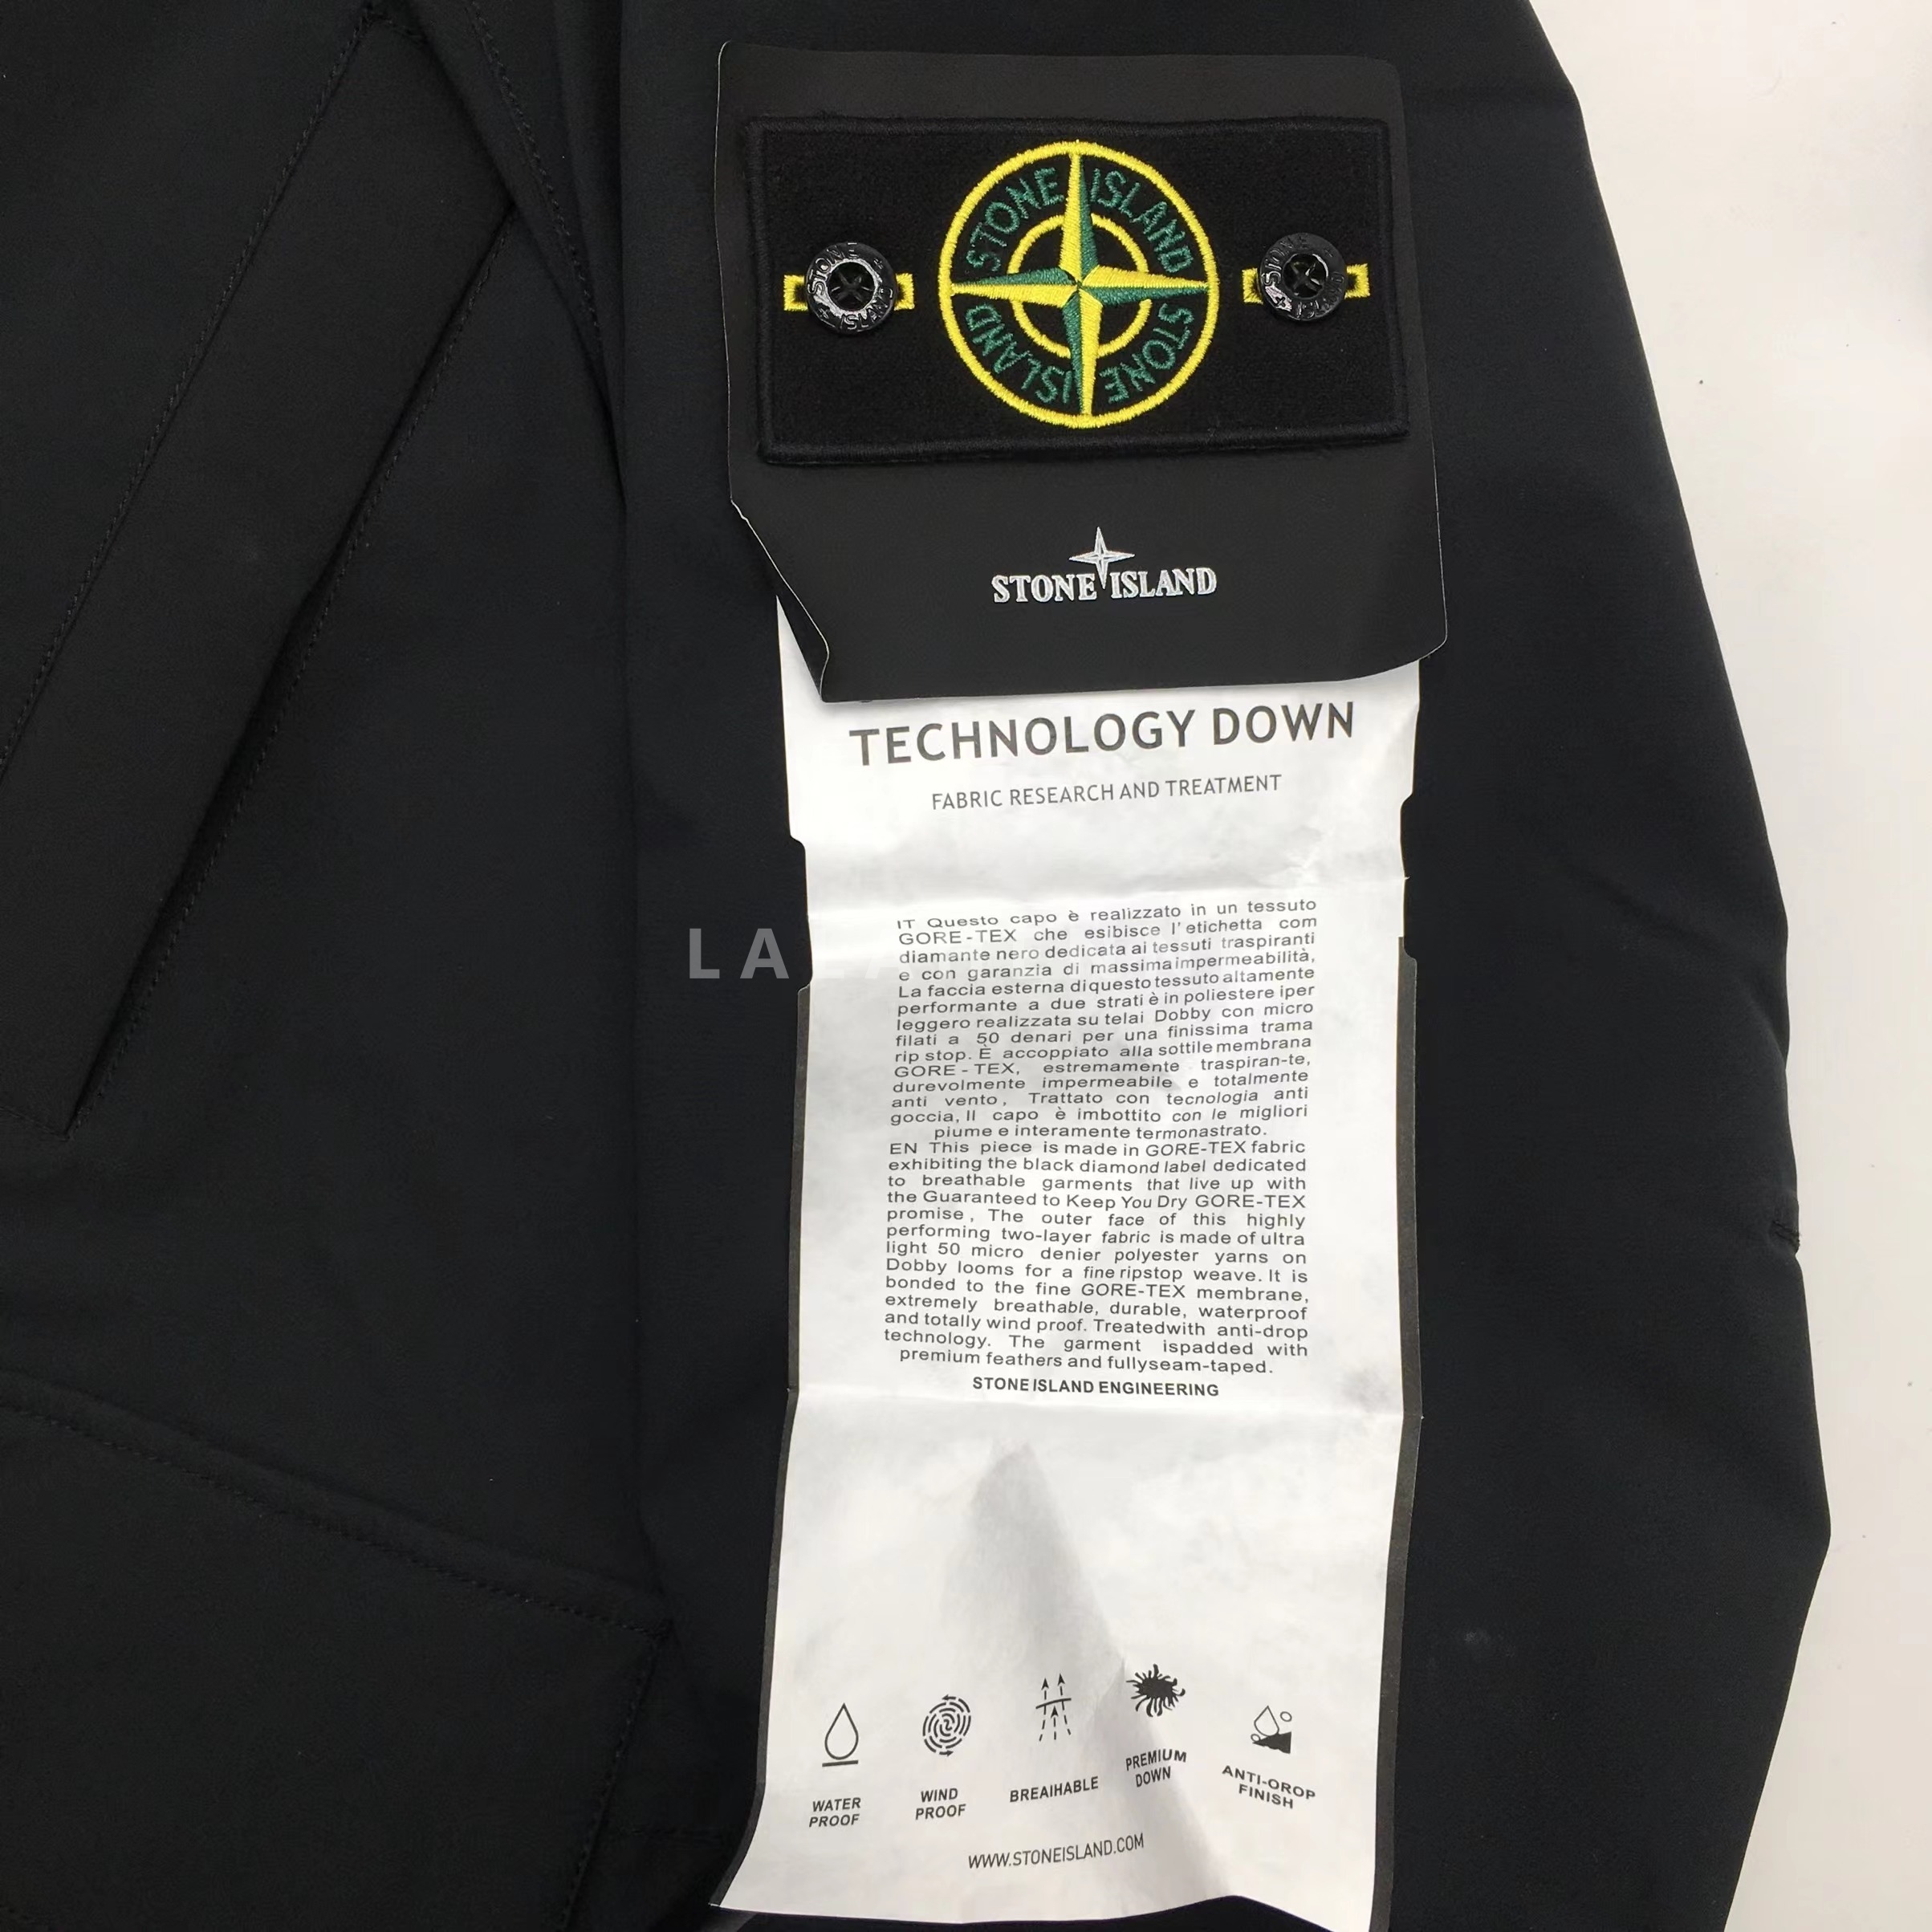 STONE ISLAND
STONE ISLAND
STONE ISLAND
STONE ISLAND
STONE ISLAND
TECHNOLOGY DOWN
FABRIC RESEARCH AND TREATMENT
LALA
IT Questo capo è realizzato in un tessuto
GORE-TEX che esibisce l'etichetta com
diamante nero dedicata ai tessuti traspiranti
e con garanzia di massimaimpermeabilità,
La faccia esterna diquesto tessuto altamente
performante a due strati è in poliestere iper
leggero realizzata su telai Dobby con micro
filati a 50 denari per una finissima trama
rip stop. È accoppiato alla sottile membrana
GORE-TEX, estremamente traspiran-te,
durevolmente impermeabile e totalmente
anti vento, Trattato con tecnologia anti
goccia, Il capo è imbottito con le migliori
piume e interamente termonastrato.
EN This piece is made in GORE-TEX fabric
exhibiting the black diamond label dedicated
to breathable garments that live up with
the Guaranteed to Keep You Dry GORE-TEX
promise, The outer face of this highly
performing two-layer fabric is made of ultra
light 50 micro denier polyester yarns on
Dobby looms for a fine ripstop weave. It is
bonded to the fine GORE-TEX membrane,
extremely breathable, durable, waterproof
and totally wind proof. Treatedwith anti-drop
technology. The garment ispadded with
premium feathers and fullyseam-taped.
STONE ISLAND ENGINEERING
WATER
PROOF
WIND
PROOF
BREAIHABLE
PREMIUM
DOWN
ANTI-OROP
FINISH
WWW.STONEISLAND.COM